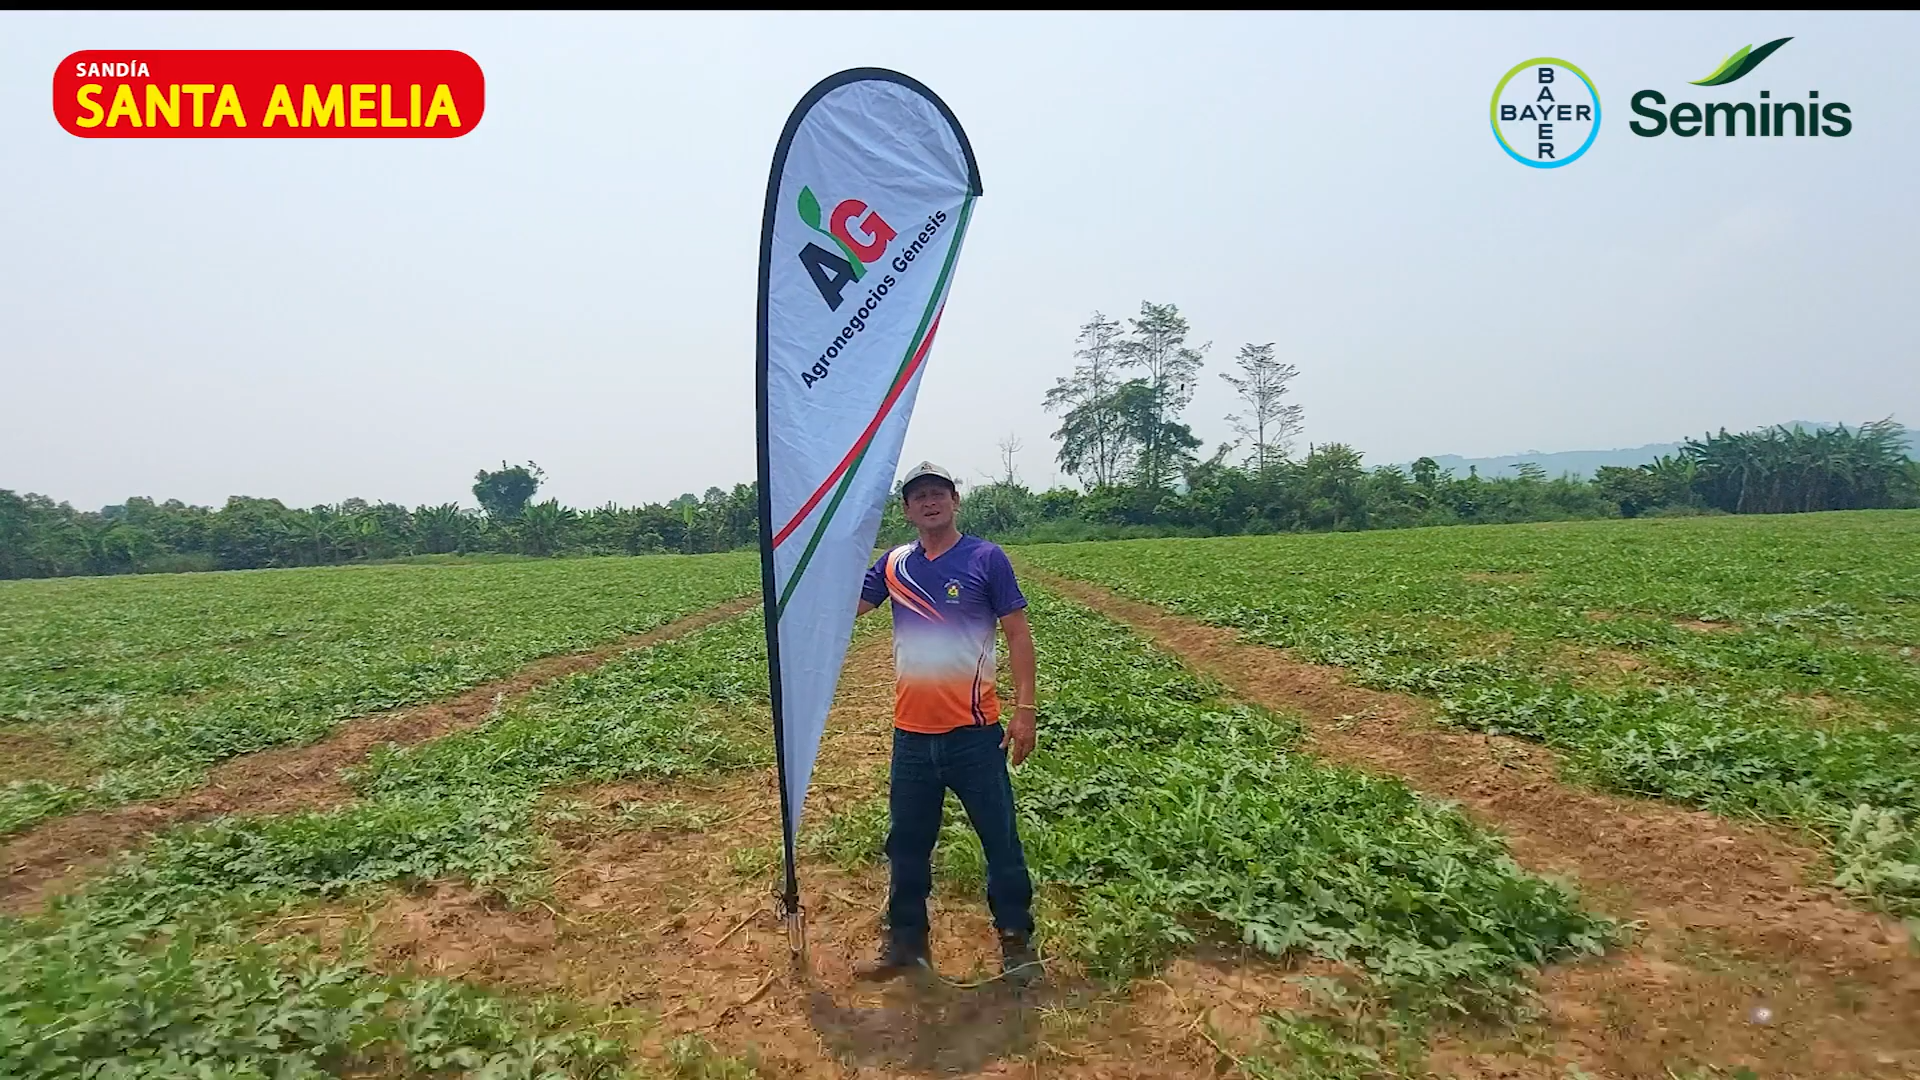 SANDÍA
SANTA AMELIA
BAYER
BAYER
Seminis
AG
Agronegocios Génesis